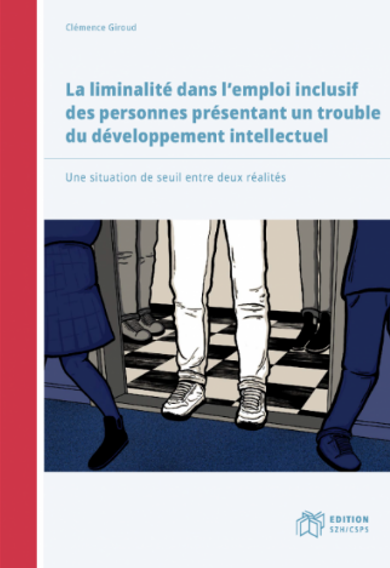 Clémence Giroud
La liminalité dans l'emploi inclusif
des personnes présentant un trouble
du développement intellectuel
Une situation de seuil entre deux réalités
EDITION
SZH/CSPS